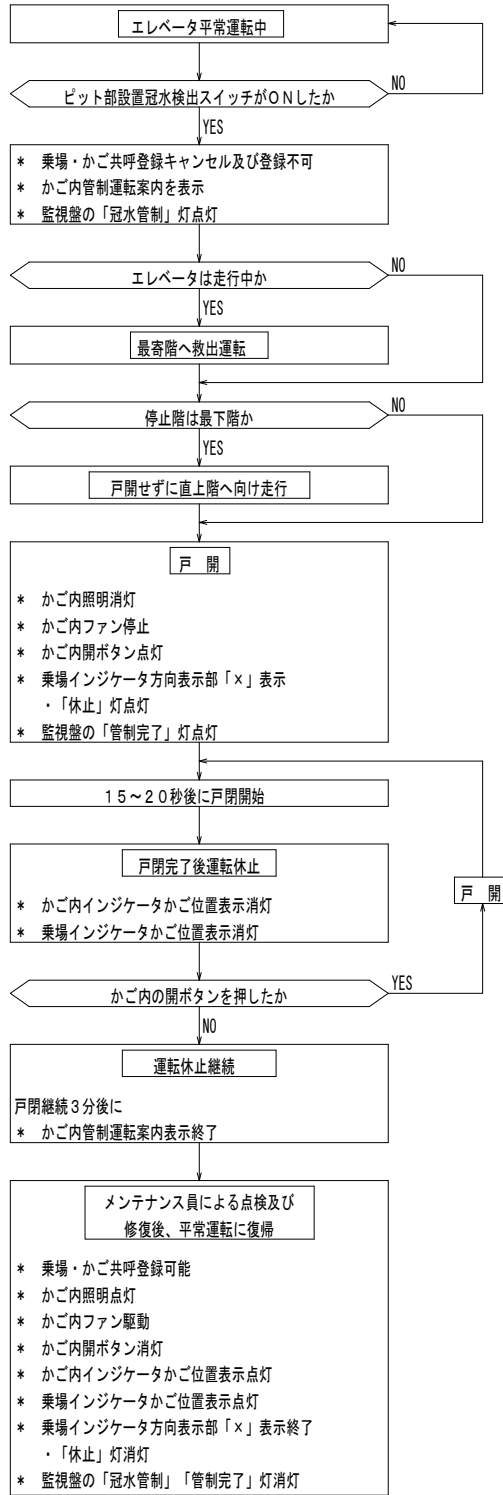 エレベータ平常運転中
ピット部設置冠水検出スイッチがONしたか
NO
YES
* 乗場・かご共呼登録キャンセル及び登録不可
* かご内管制運転案内を表示
* 監視盤の「冠水管制」灯点灯
エレベータは走行中か
NO
YES
最寄階へ救出運転
停止階は最下階か
NO
YES
戸開せずに直上階へ向け走行
戸 開
* かご内照明消灯
* かご内ファン停止
* かご内開ボタン点灯
* 乗場インジケータ方向表示部「×」表示
・「休止」灯点灯
* 監視盤の「管制完了」灯点灯
15~20秒後に戸閉開始
戸閉完了後運転休止
* かご内インジケータかご位置表示消灯
* 乗場インジケータかご位置表示消灯
戸 開
かご内の開ボタンを押したか
YES
NO
運転休止継続
戸閉継続3分後に
* かご内管制運転案内表示終了
メンテナンス員による点検及び
修復後、平常運転に復帰
* 乗場・かご共呼登録可能
* かご内照明点灯
* かご内ファン駆動
* かご内開ボタン消灯
* かご内インジケータかご位置表示点灯
* 乗場インジケータかご位置表示点灯
* 乗場インジケータ方向表示部「×」表示終了
・「休止」灯消灯
* 監視盤の「冠水管制」「管制完了」灯消灯